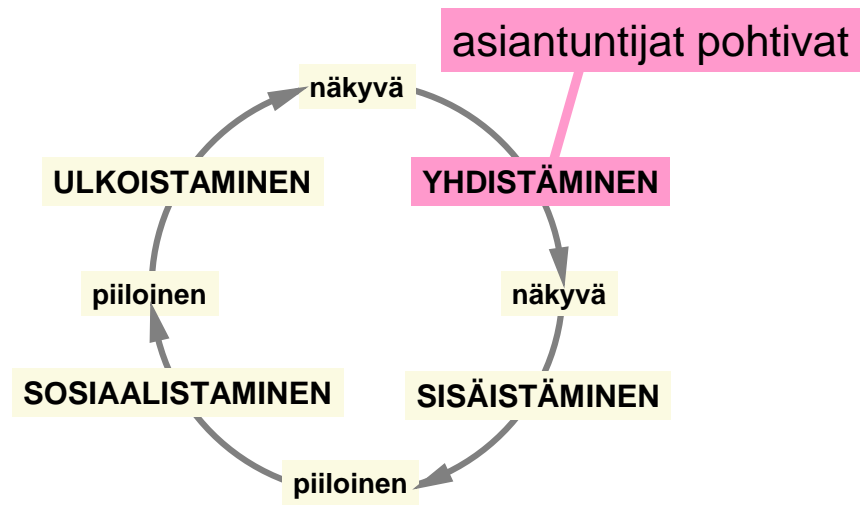 asiantuntijat pohtivat
näkyvä
ULKOISTAMINEN
YHDISTÄMINEN
piiloinen
näkyvä
SOSIAALISTAMINEN
SISÄISTÄMINEN
piiloinen